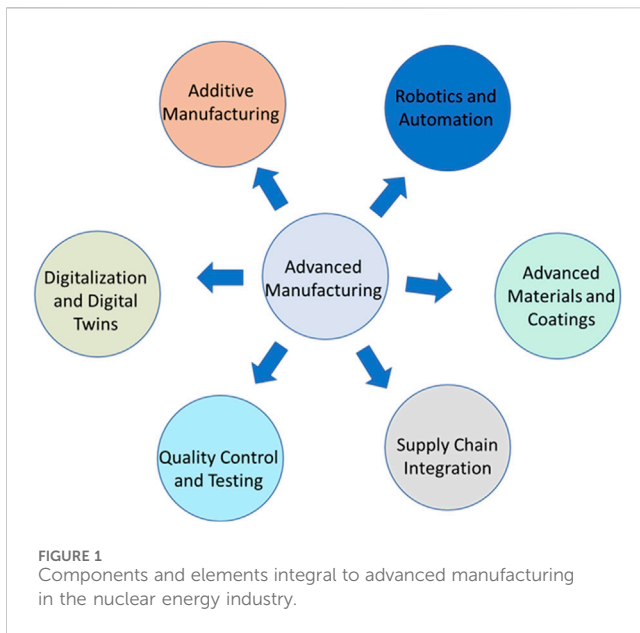 Additive
Manufacturing
Robotics and
Automation
Digitalization
and Digital
Twins
Advanced
Manufacturing
Advanced
Materials and
Coatings
Quality Control
and Testing
Supply Chain
Integration
FIGURE 1
Components and elements integral to advanced manufacturing
in the nuclear energy industry.